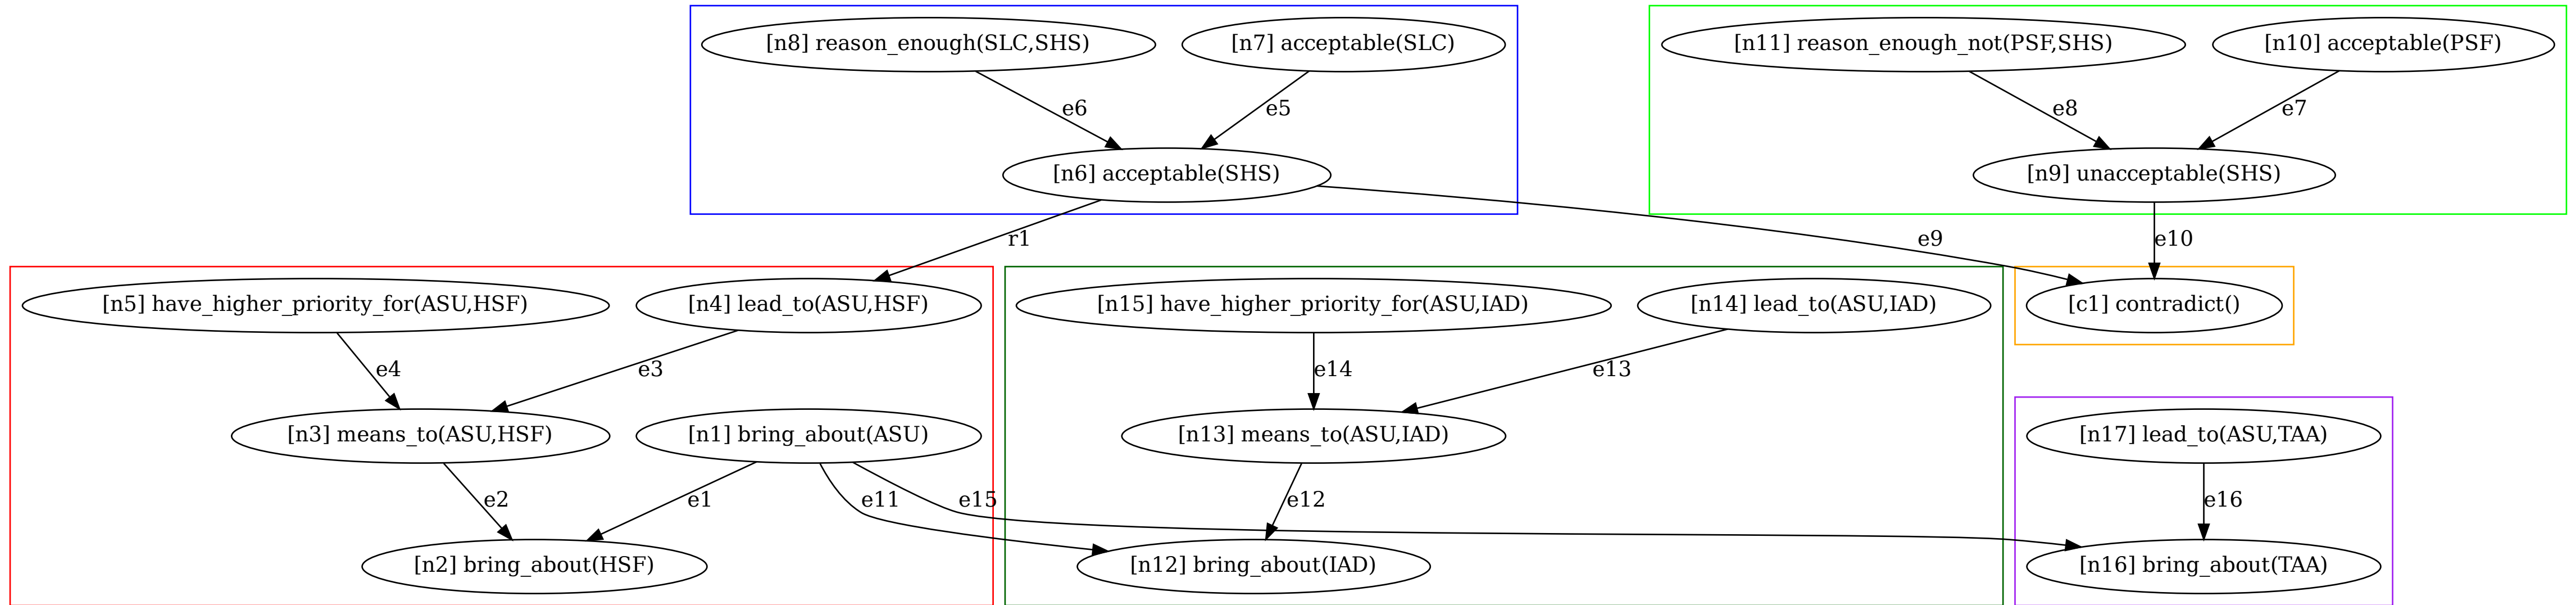 [n8] reason_enough(SLC,SHS)
[n7] acceptable(SLC)
[n11] reason_enough_not(PSF,SHS)
[n10] acceptable(PSF)
e6
e5
e8
e7
[n6] acceptable(SHS)
[n9] unacceptable(SHS)
r1
e9
e10
[n5] have_higher_priority_for(ASU,HSF)
[n4] lead_to(ASU,HSF)
[n15] have_higher_priority_for(ASU,IAD)
[n14] lead_to(ASU,IAD)
[c1] contradict()
e4
e3
e14
e13
[n3] means_to(ASU,HSF)
[n1] bring_about(ASU)
[n13] means_to(ASU,IAD)
[n17] lead_to(ASU,TAA)
e2
e1
e11
e15
e12
e16
[n2] bring_about(HSF)
[n12] bring_about(IAD)
[n16] bring_about(TAA)